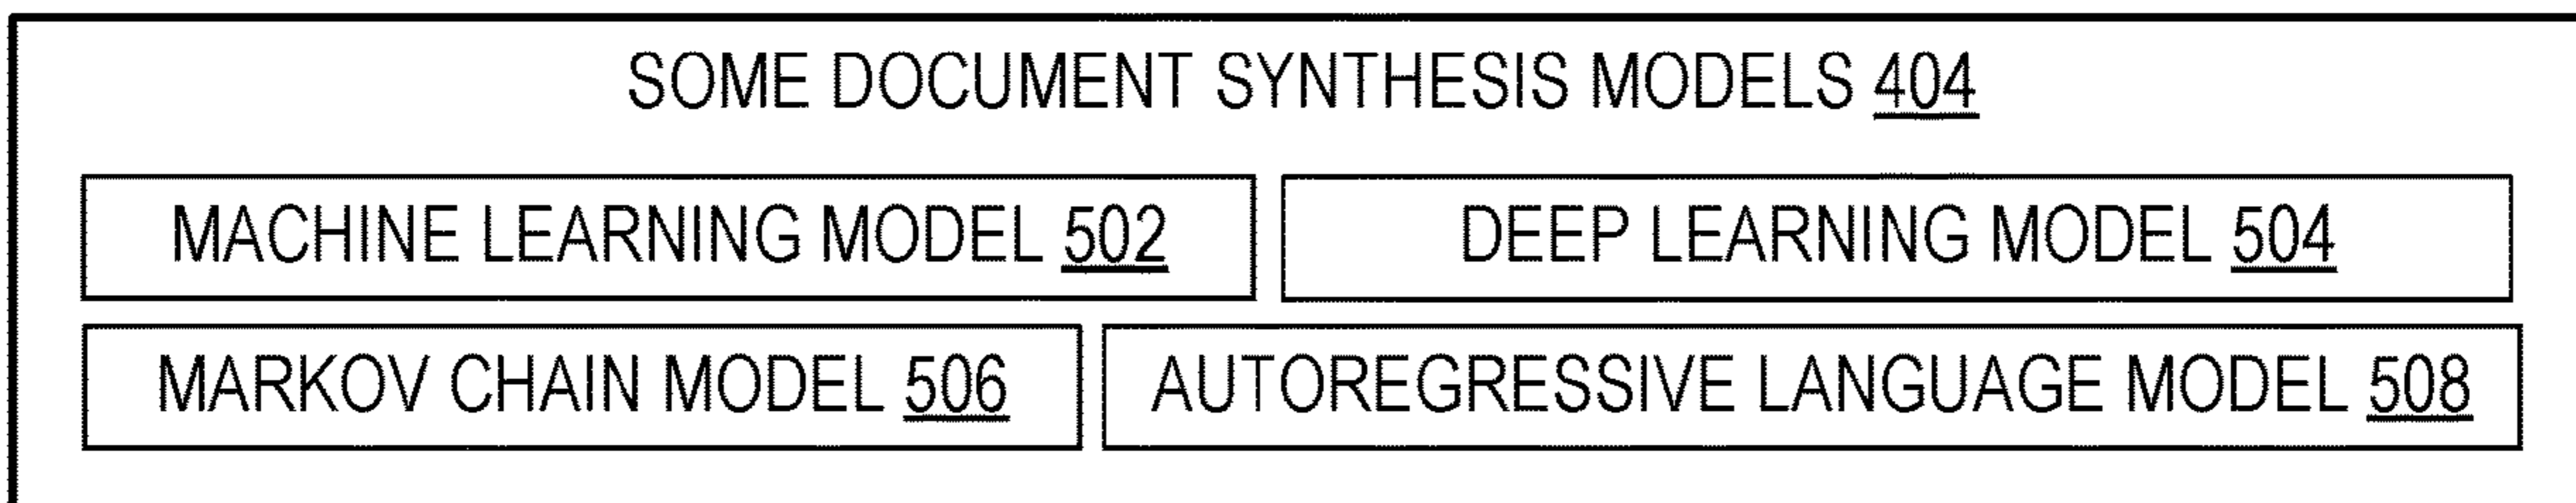 SOME DOCUMENT SYNTHESIS MODELS 404
MACHINE LEARNING MODEL 502
DEEP LEARNING MODEL 504
MARKOV CHAIN MODEL 506
AUTOREGRESSIVE LANGUAGE MODEL 508